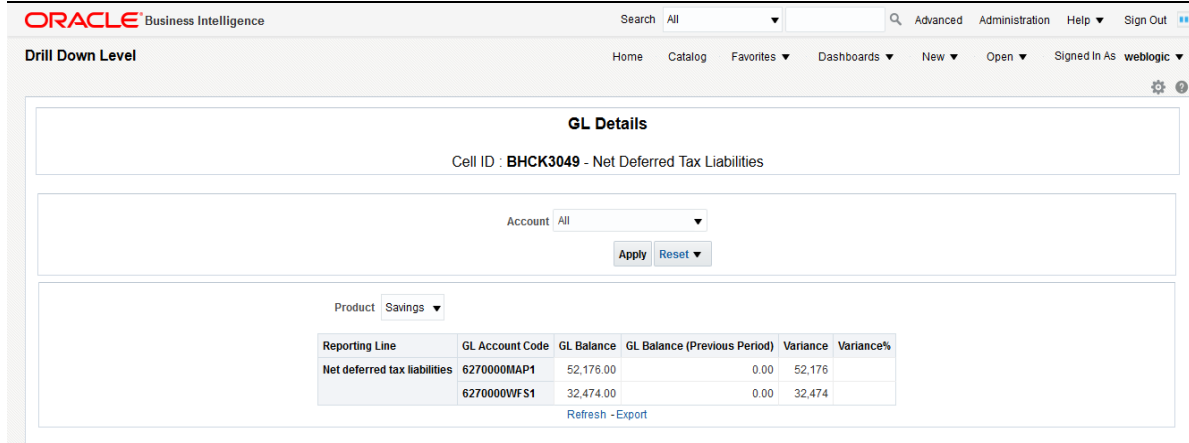 ORACLE Business Intelligence Search All Advanced Administration Help Sign Out
Drill Down Level Home Catalog Favorites Dashboards New Open Signed In As weblogic
GL Details
Cell ID : BHCK3049 - Net Deferred Tax Liabilities
Account All
Apply Reset
Product Savings
Reporting Line GL Account Code GL Balance GL Balance (Previous Period) Variance Variance%
Net deferred tax liabilities 6270000MAP1 52,176.00 0.00 52,176
6270000WFS1 32,474.00 0.00 32,474
Refresh - Export